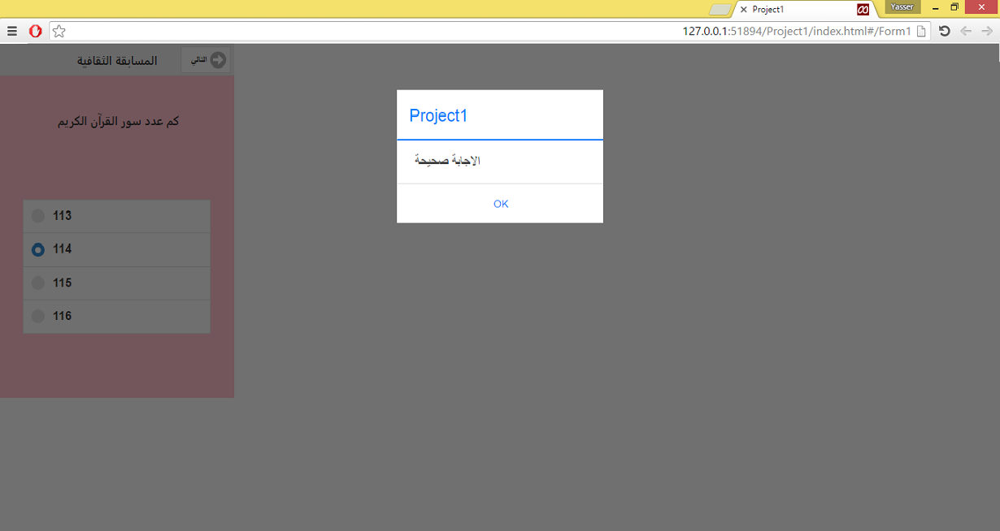 Project1
Yasser
127.0.0.1:51894/Project1/index.html#/Form1
المسابقة الثقافية
التالي
كم عدد سور القرآن الكريم
113
114
115
116
Project1
الاجابة صحيحة
OK